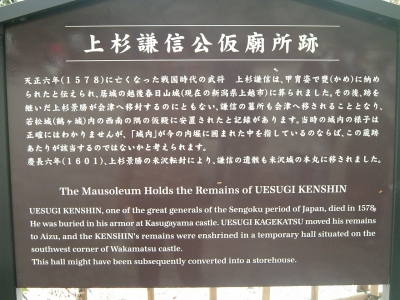 上杉謙信公仮廟所跡
天正六年(1578)に亡くなった戦国時代の武将　上杉謙信は、甲冑姿で甕(かめ)に納め
られたと伝えられ、居城の越後春日山城(現在の新潟県上越市)に葬られました。その後、跡を
継いだ上杉景勝が会津へ移封するのにともない、謙信の墓所も会津へ移されることとなり、
若松城(鶴ヶ城)内の西南の隅の仮殿に安置されたと記録があります。当時の城内の様子は
正確にはわかりませんが、「城内」が今の内堀に囲まれた中を指しているのならば、この蔵跡
あたりが該当するのではないかと考えられます。
慶長六年(1601)、上杉景勝の米沢転封により、謙信の遺骸も米沢城の本丸に移されました。
The Mausoleum Holds the Remains of UESUGI KENSHIN
UESUGI KENSHIN, one of the great generals of the Sengoku period of Japan, died in 1578.
He was buried in his armor at Kasugayama castle. UESUGI KAGEKATSU moved his remains
to Aizu, and the KENSHIN's remains were enshrined in a temporary hall situated on the
southwest corner of Wakamatsu castle.
This hall might have been subsequently converted into a storehouse.